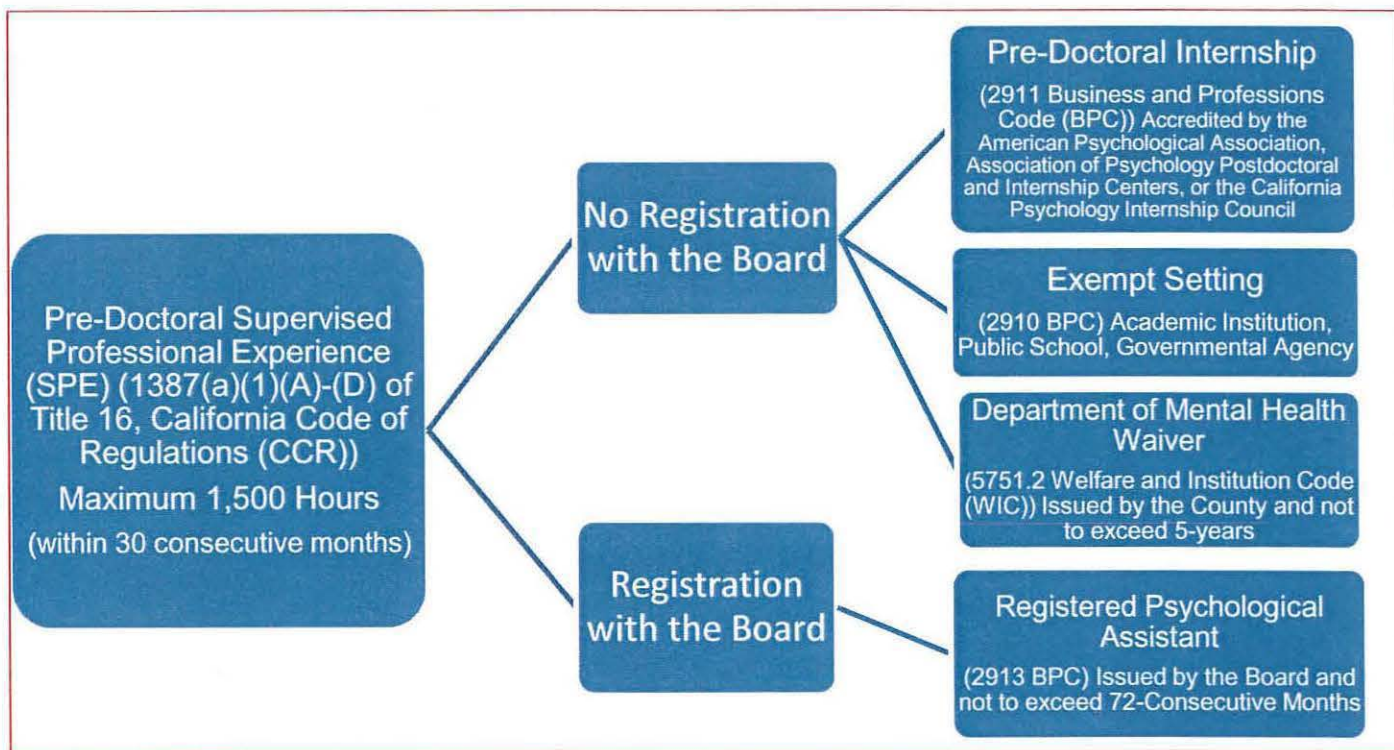 Pre-Doctoral Supervised
Professional Experience
(SPE) (1387(a)(1)(A)-(D) of
Title 16, California Code of
Regulations (CCR))
Maximum 1,500 Hours
(within 30 consecutive months)
No Registration
with the Board
Pre-Doctoral Internship
(2911 Business and Professions
Code (BPC)) Accredited by the
American Psychological Association,
Association of Psychology Postdoctoral
and Internship Centers, or the California
Psychology Internship Council
Exempt Setting
(2910 BPC) Academic Institution,
Public School, Governmental Agency
Department of Mental Health
Waiver
(5751.2 Welfare and Institution Code
(WIC)) Issued by the County and not
to exceed 5-years
Registration
with the Board
Registered Psychological
Assistant
(2913 BPC) Issued by the Board and
not to exceed 72-Consecutive Months